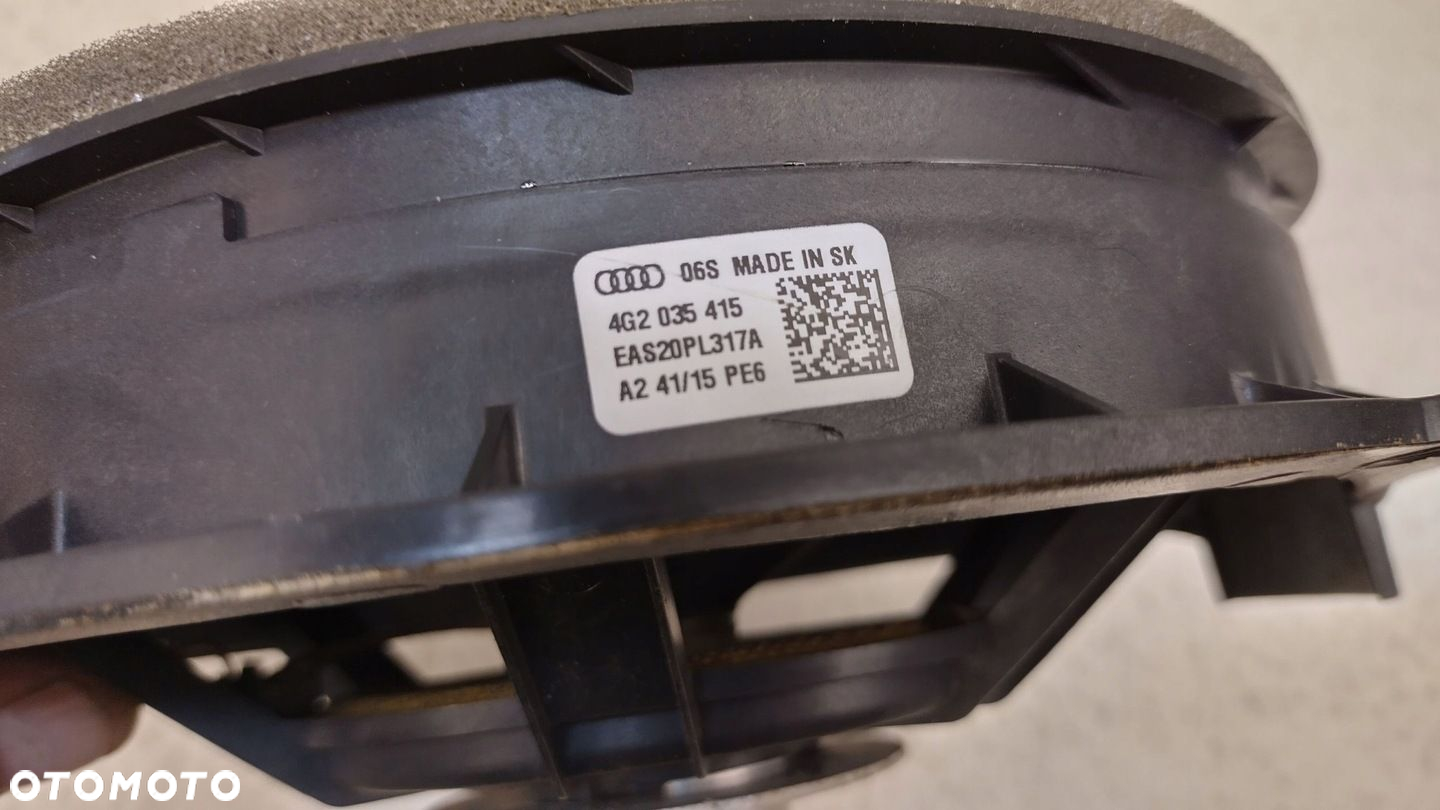 06S MADE IN SK
4G2 035 415
EAS20PL317A
A2 41/15 PE6
OTOMOTO